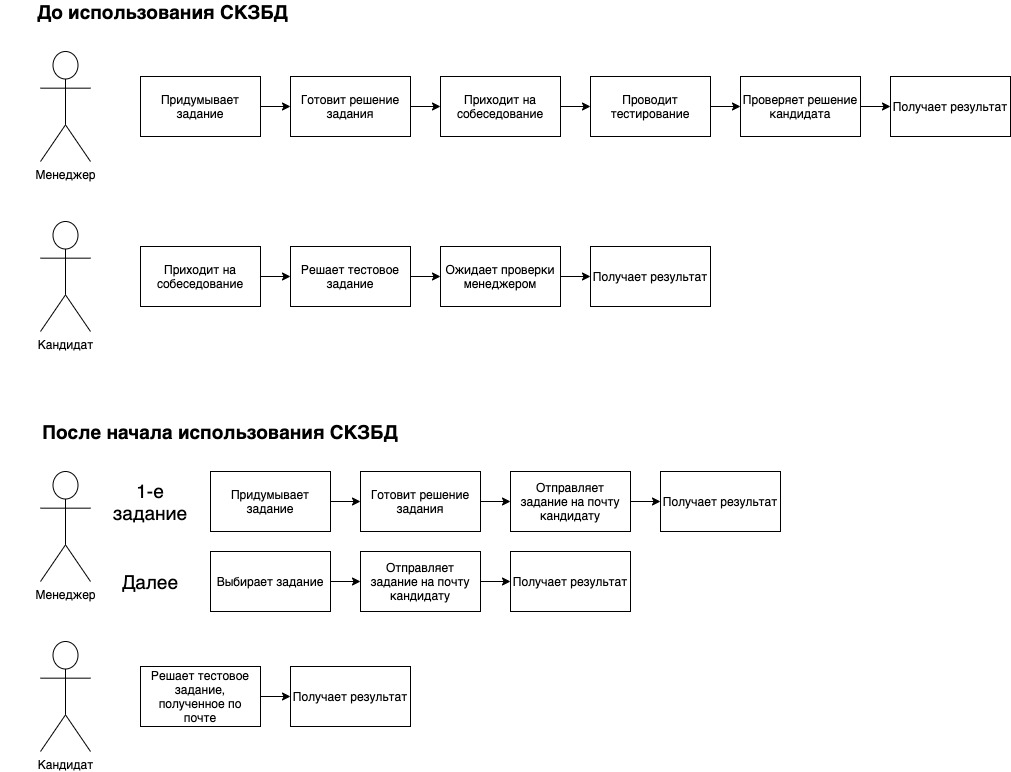 До использования СКЗБД
Придумывает
задание
Готовит решение
задания
Приходит на
собеседование
Проводит
тестирование
Проверяет решение
кандидата
Получает результат
Менеджер
Приходит на
собеседование
Решает тестовое
задание
Ожидает проверки
менеджером
Получает результат
Кандидат
После начала использования СКЗБД
1-е
задание
Придумывает
задание
Готовит решение
задания
Отправляет
задание на почту
кандидату
Получает результат
Далее
Выбирает задание
Отправляет
задание на почту
кандидату
Получает результат
Менеджер
Решает тестовое
задание,
полученное по
почте
Получает результат
Кандидат